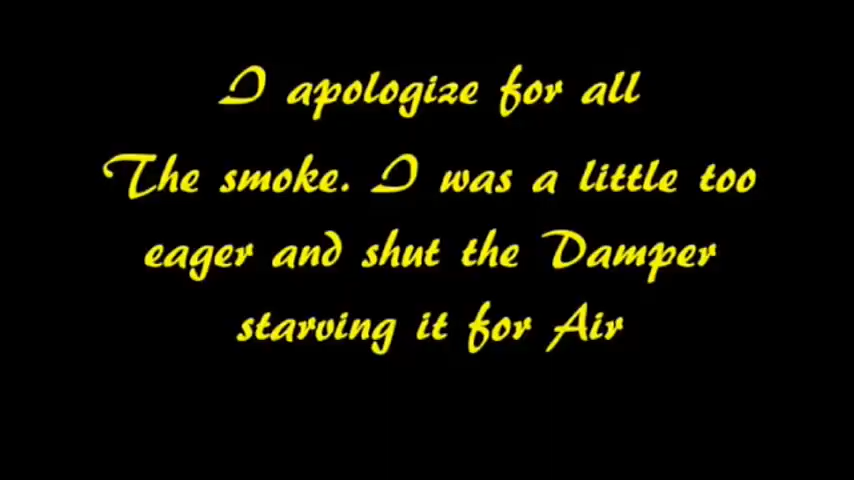 I apologize for all
The smoke. I was a little too
eager and shut the Damper
starving it for Air